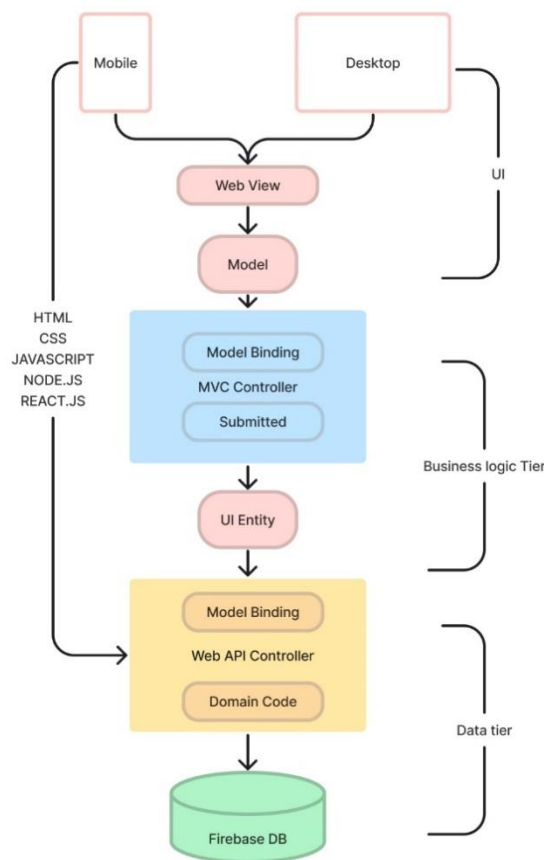 Mobile
Desktop
Web View
UI
Model
HTML
CSS
JAVASCRIPT
NODE.JS
REACT.JS
Model Binding
MVC Controller
Submitted
Business logic Tier
UI Entity
Model Binding
Web API Controller
Domain Code
Data tier
Firebase DB